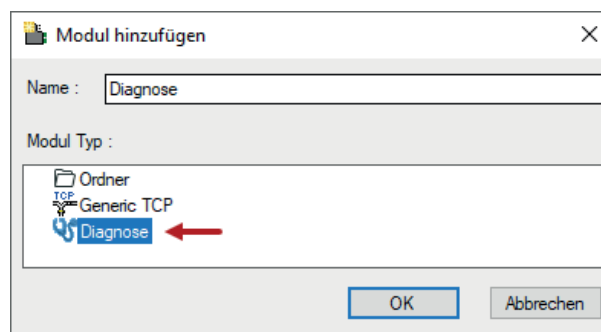 Modul hinzufügen
Name : Diagnose
Modul Typ :
Ordner
TCP
Generic TCP
Diagnose
OK Abbrechen